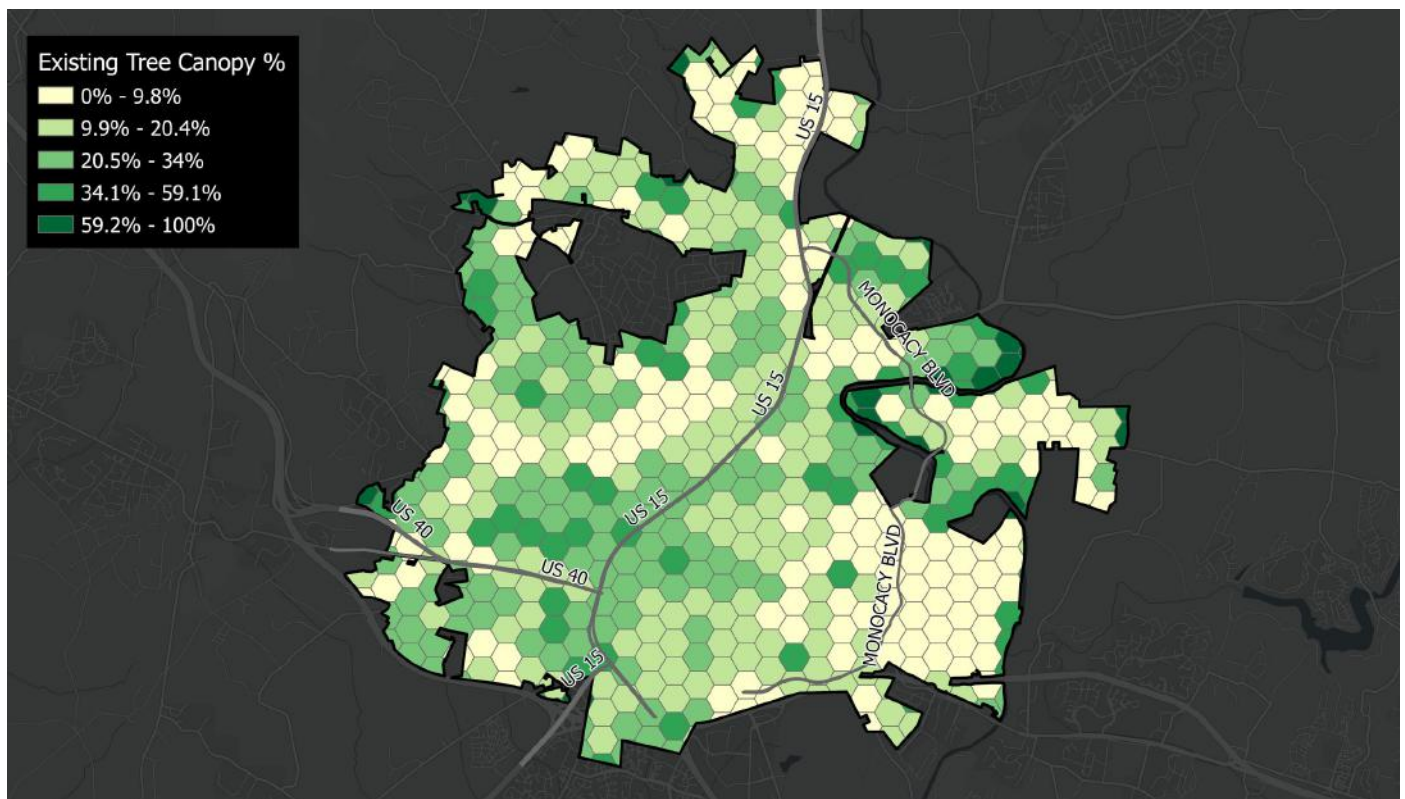 Existing Tree Canopy %
0% - 9.8%
9.9% - 20.4%
20.5% - 34%
34.1% - 59.1%
59.2% - 100%
US 15
MONOCACY BLVD
US 15
US 15
US 40
US 40
MONOCACY BLVD
US 15